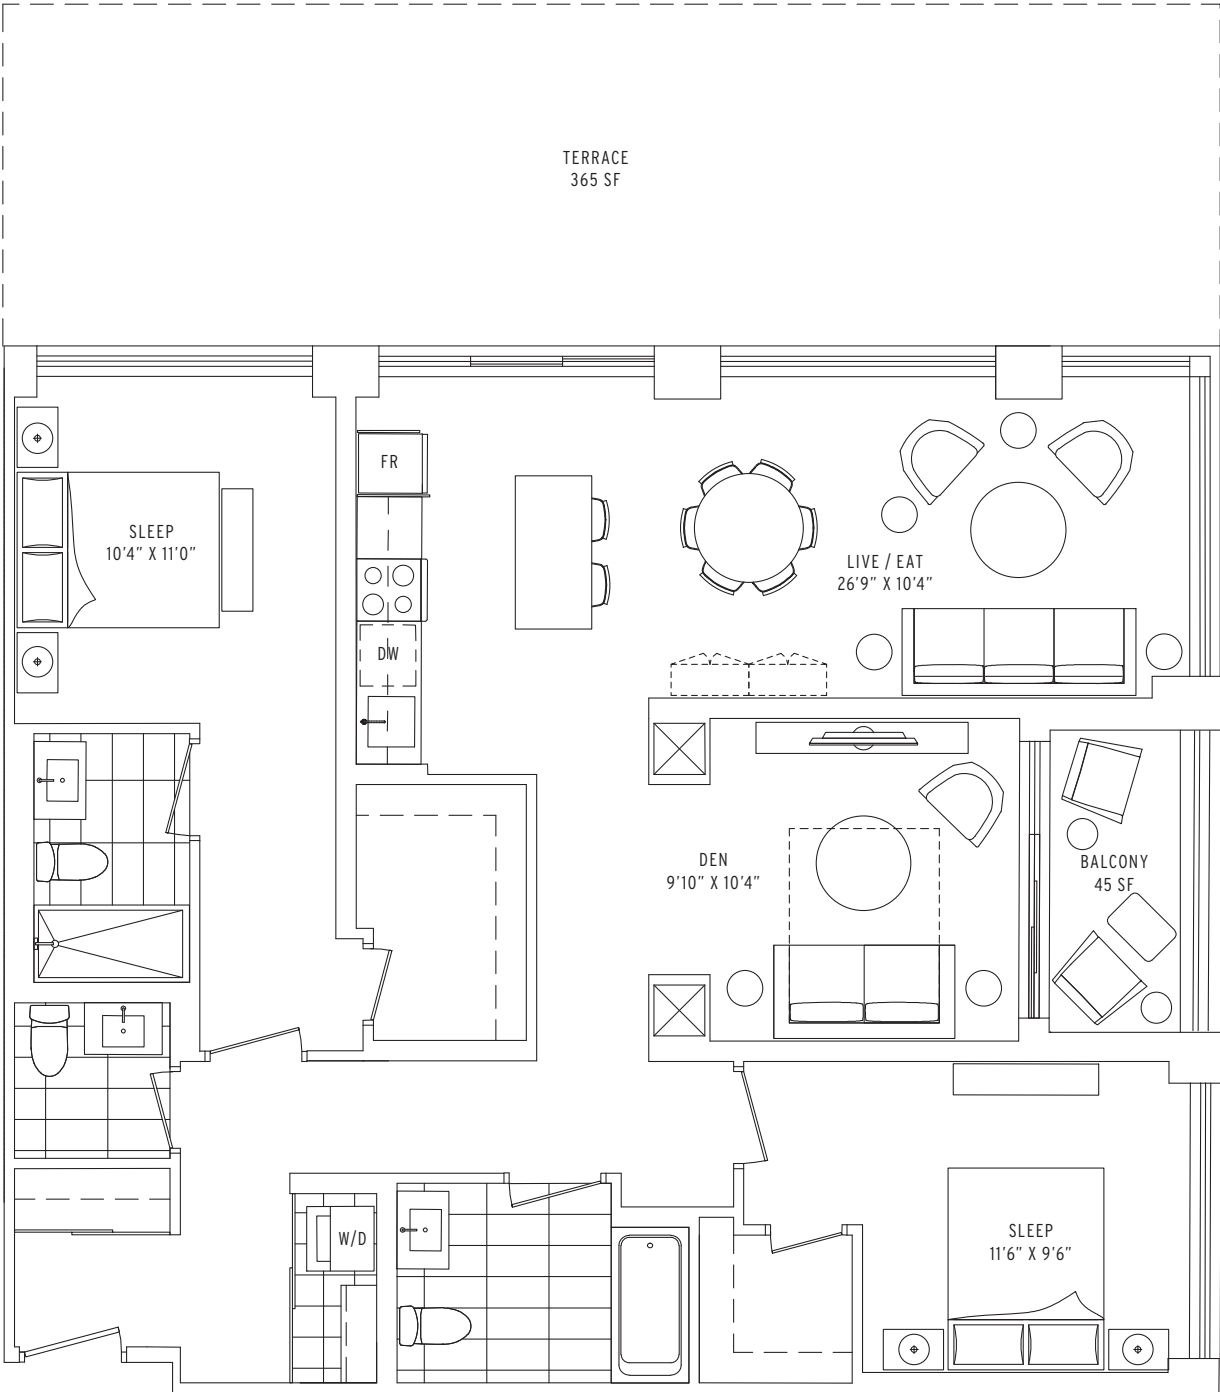 TERRACE
365 SF
FR
SLEEP
10'4" X 11'0"
LIVE / EAT
26'9" X 10'4"
DW
DEN
9'10" X 10'4"
BALCONY
45 SF
W/D
SLEEP
11'6" X 9'6"